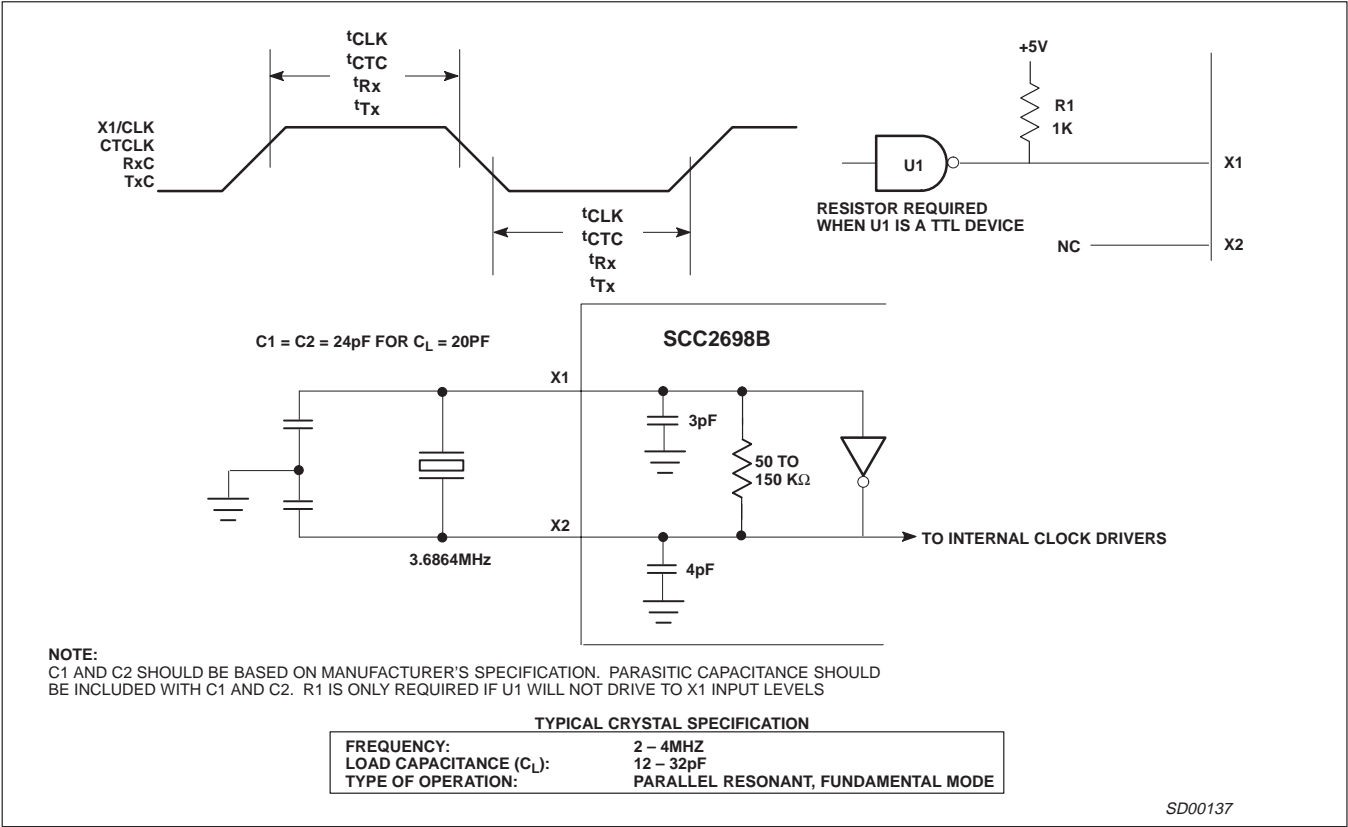 tCLK
tCTC
tRx
tTx
+5V
R1
1K
X1/CLK
CTCLK
RxC
TxC
U1
X1
RESISTOR REQUIRED
WHEN U1 IS A TTL DEVICE
NC
X2
tCLK
tCTC
tRx
tTx
C1 = C2 = 24pF FOR CL = 20PF
SCC2698B
X1
3pF
50 TO
150 KΩ
X2
TO INTERNAL CLOCK DRIVERS
3.6864MHz
4pF
NOTE:
C1 AND C2 SHOULD BE BASED ON MANUFACTURER'S SPECIFICATION. PARASITIC CAPACITANCE SHOULD
BE INCLUDED WITH C1 AND C2. R1 IS ONLY REQUIRED IF U1 WILL NOT DRIVE TO X1 INPUT LEVELS
TYPICAL CRYSTAL SPECIFICATION
FREQUENCY: 2 – 4MHZ
LOAD CAPACITANCE (CL): 12 – 32pF
TYPE OF OPERATION: PARALLEL RESONANT, FUNDAMENTAL MODE
SD00137